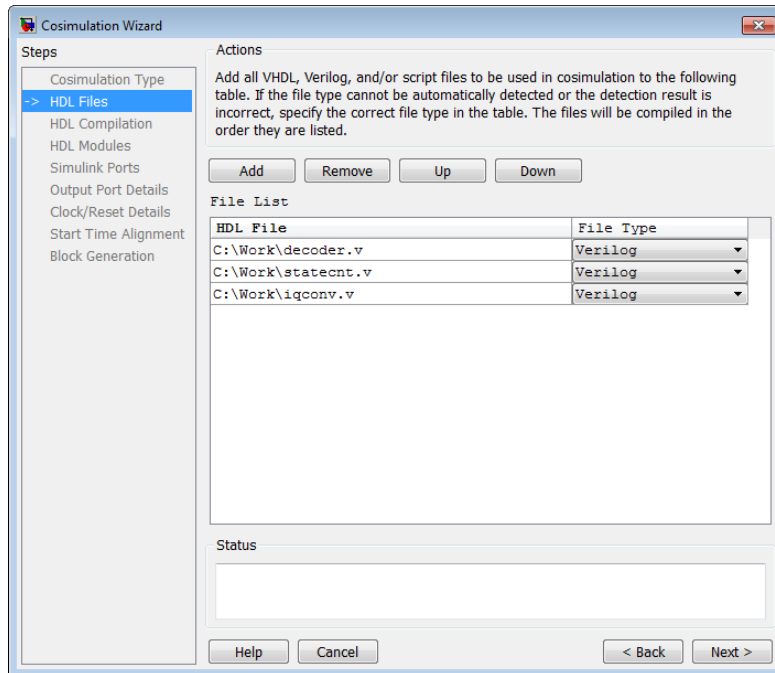 Cosimulation Wizard
Steps
Cosimulation Type
-> HDL Files
HDL Compilation
HDL Modules
Simulink Ports
Output Port Details
Clock/Reset Details
Start Time Alignment
Block Generation
Actions
Add all VHDL, Verilog, and/or script files to be used in cosimulation to the following
table. If the file type cannot be automatically detected or the detection result is
incorrect, specify the correct file type in the table. The files will be compiled in the
order they are listed.
Add Remove Up Down
File List
HDL File File Type
C:\Work\decoder.v Verilog
C:\Work\statecnt.v Verilog
C:\Work\iqconv.v Verilog
Status
Help Cancel < Back Next >